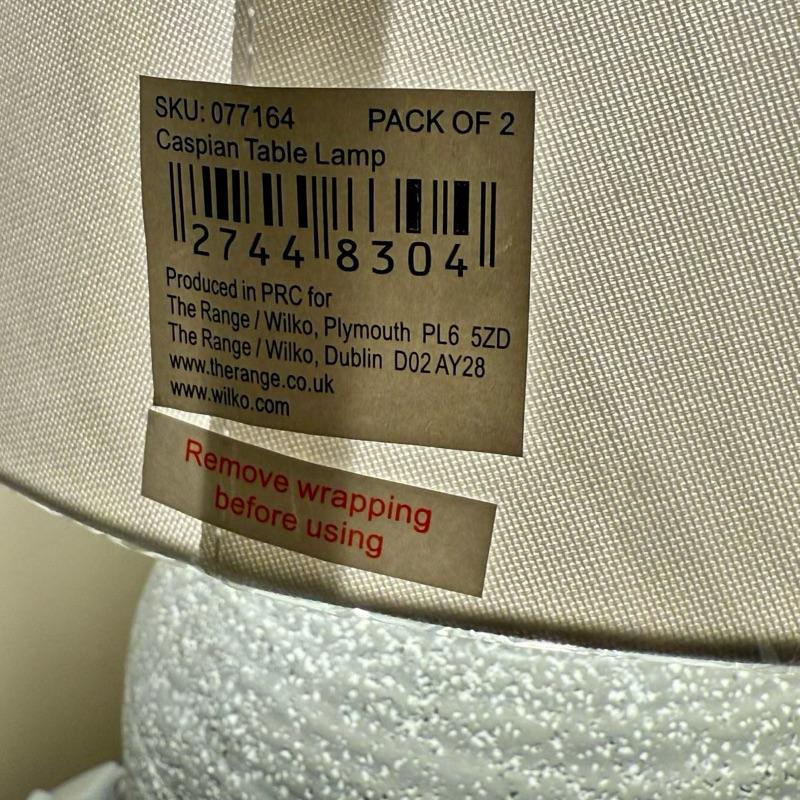 SKU: 077164 PACK OF 2
Caspian Table Lamp
2744 8304
Produced in PRC for
The Range / Wilko, Plymouth PL6 5ZD
The Range / Wilko, Dublin D02 AY28
www.therange.co.uk
www.wilko.com
Remove wrapping
before using